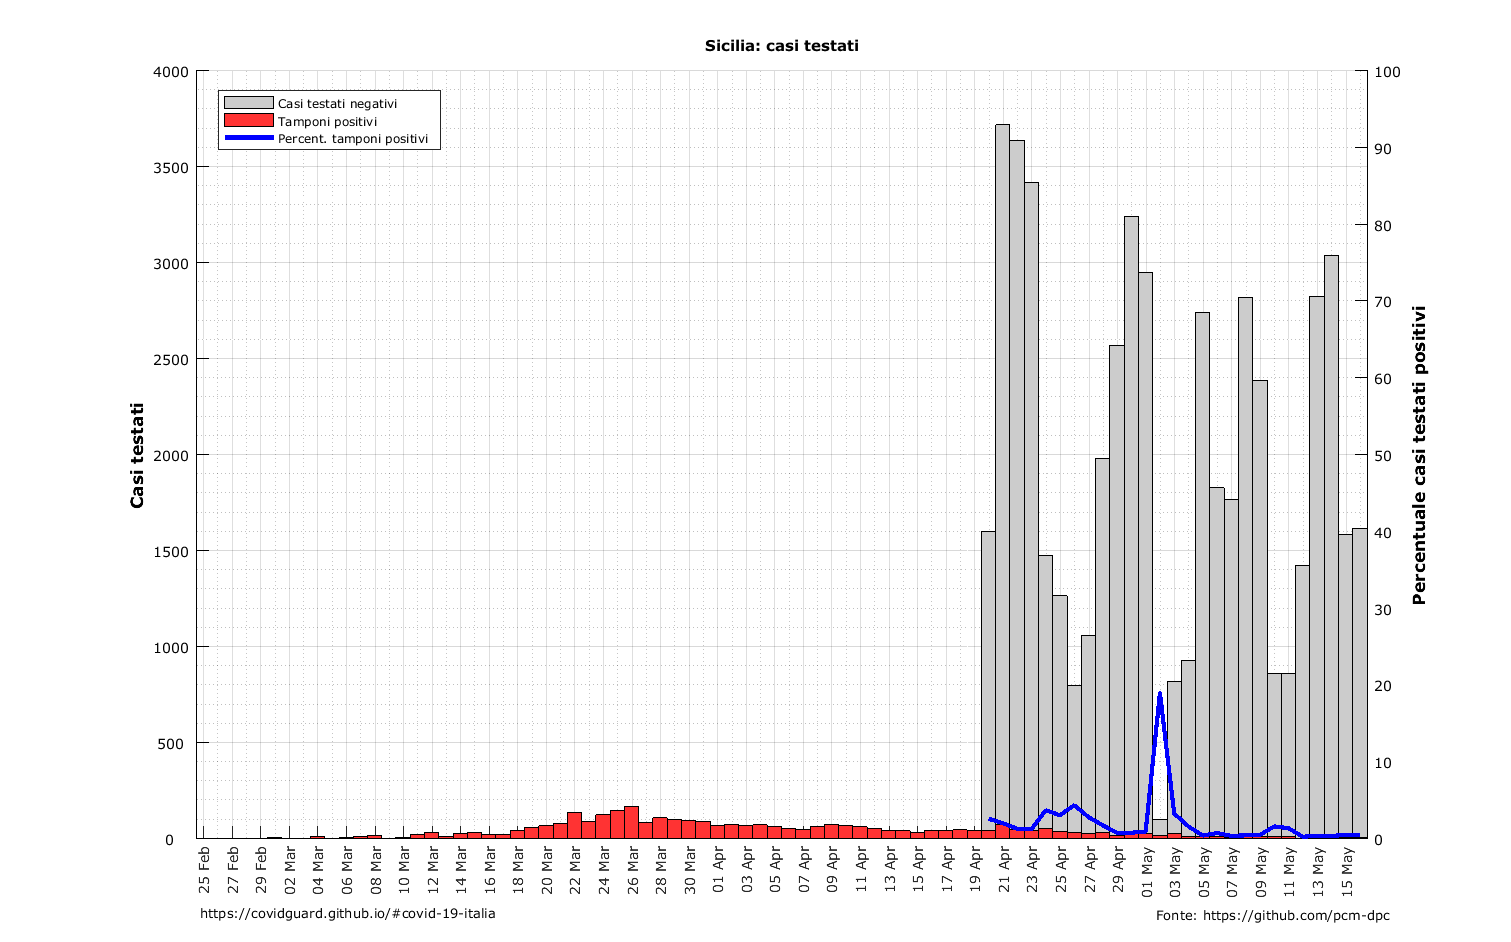 Sicilia: casi testati
4000
3500
3000
2500
2000
1500
1000
500
0
Casi testati
Casi testati negativi
Tamponi positivi
Percent. tamponi positivi
100
90
80
70
60
50
40
30
20
10
0
Percentuale casi testati positivi
25 Feb
27 Feb
29 Feb
02 Mar
04 Mar
06 Mar
08 Mar
10 Mar
12 Mar
14 Mar
16 Mar
18 Mar
20 Mar
22 Mar
24 Mar
26 Mar
28 Mar
30 Mar
01 Apr
03 Apr
05 Apr
07 Apr
09 Apr
11 Apr
13 Apr
15 Apr
17 Apr
19 Apr
21 Apr
23 Apr
25 Apr
27 Apr
29 Apr
01 May
03 May
05 May
07 May
09 May
11 May
13 May
15 May
https://covidguard.github.io/#covid-19-italia
Fonte: https://github.com/pcm-dpc